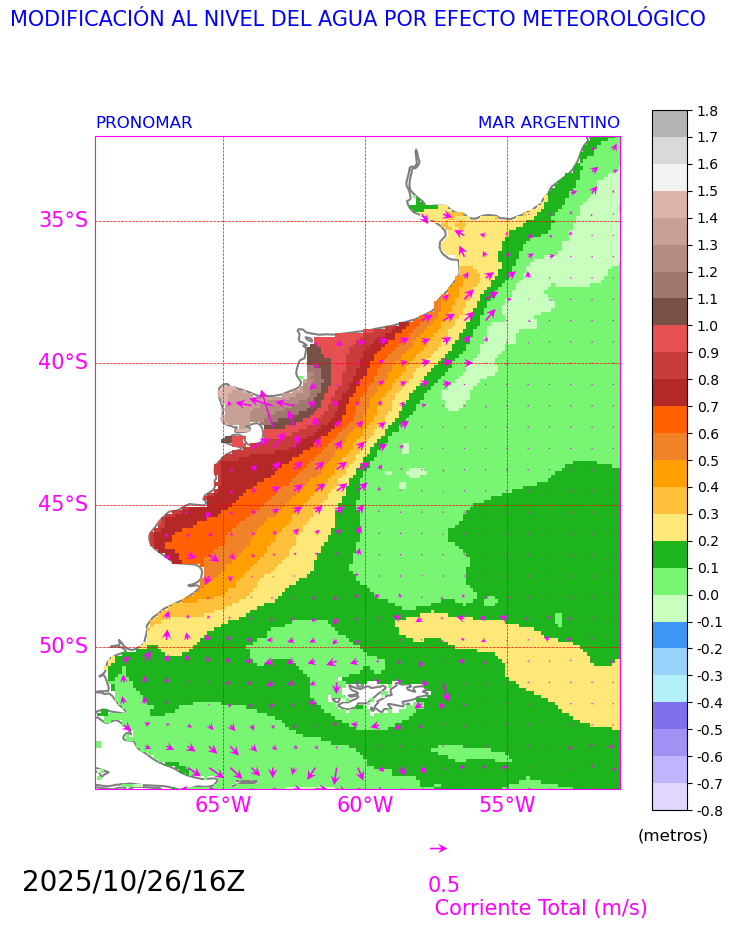 MODIFICACIÓN AL NIVEL DEL AGUA POR EFECTO METEOROLÓGICO
PRONOMAR MAR ARGENTINO
35°S
40°S
45°S
50°S
65°W 60°W 55°W
1.8
1.7
1.6
1.5
1.4
1.3
1.2
1.1
1.0
0.9
0.8
0.7
0.6
0.5
0.4
0.3
0.2
0.1
0.0
-0.1
-0.2
-0.3
-0.4
-0.5
-0.6
-0.7
-0.8
(metros)
2025/10/26/16Z
0.5
Corriente Total (m/s)